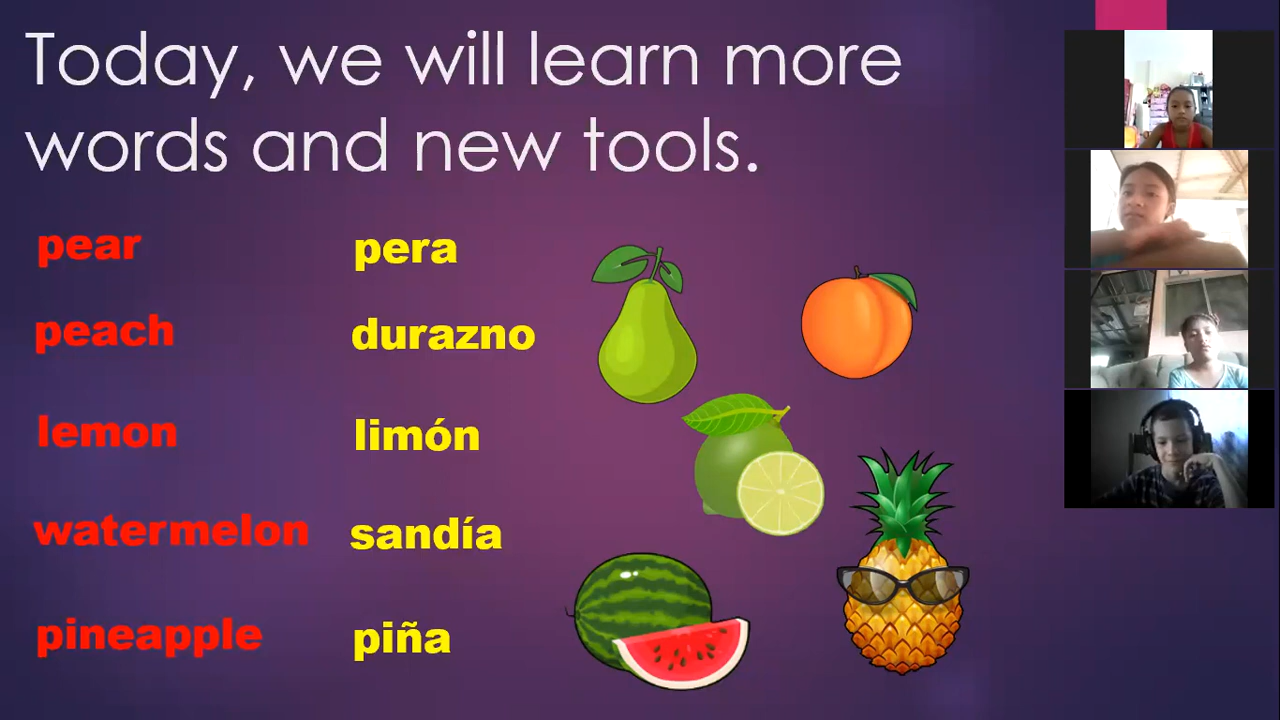 Today, we will learn more
words and new tools.
pear pera
peach durazno
lemon limón
watermelon sandía
pineapple piña